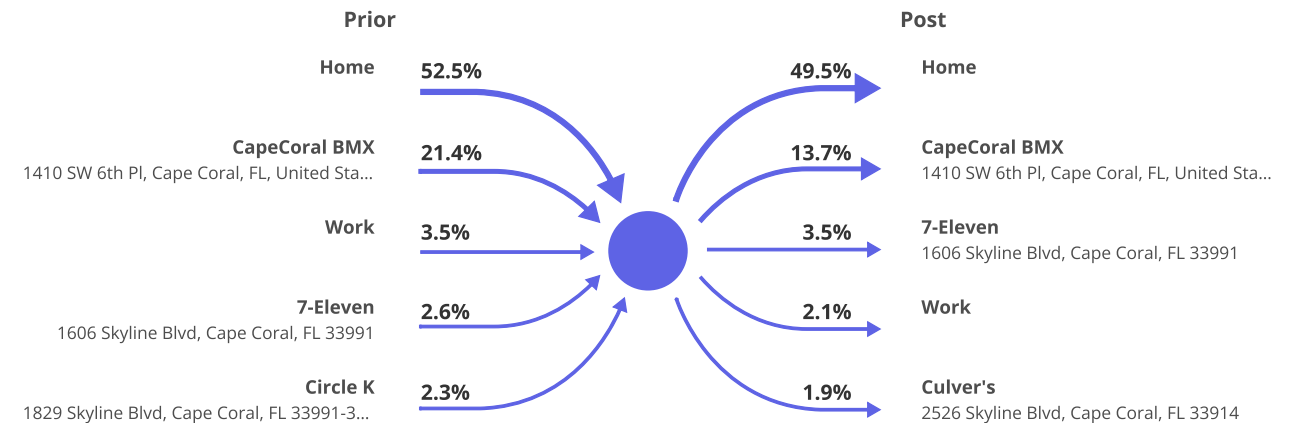 Prior
Post
Home
52.5%
49.5%
Home
CapeCoral BMX
1410 SW 6th Pl, Cape Coral, FL, United Sta...
21.4%
13.7%
CapeCoral BMX
1410 SW 6th Pl, Cape Coral, FL, United Sta...
Work
3.5%
3.5%
7-Eleven
1606 Skyline Blvd, Cape Coral, FL 33991
7-Eleven
1606 Skyline Blvd, Cape Coral, FL 33991
2.6%
2.1%
Work
Circle K
1829 Skyline Blvd, Cape Coral, FL 33991-3...
2.3%
1.9%
Culver's
2526 Skyline Blvd, Cape Coral, FL 33914